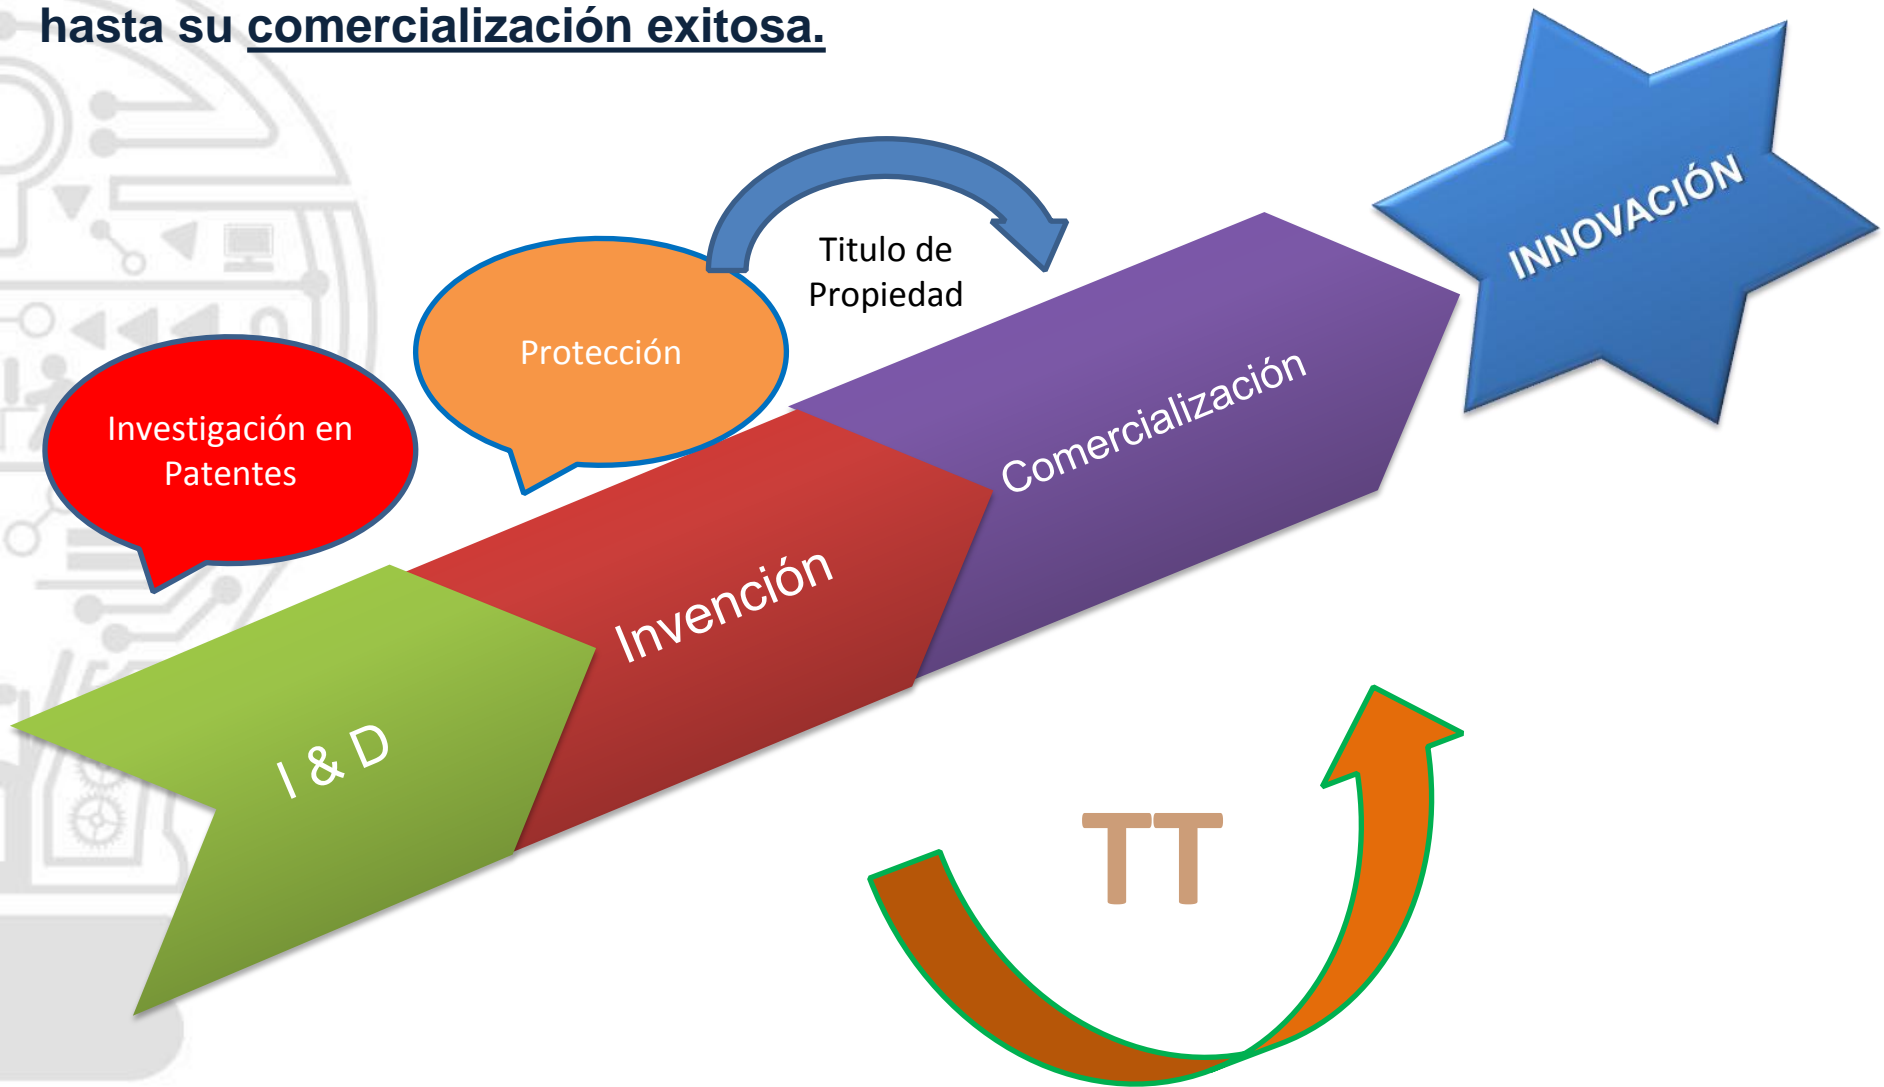 hasta su comercialización exitosa.
INNOVACIÓN
Titulo de
Propiedad
Protección
Investigación en
Patentes
Comercialización
Invención
I & D
TT